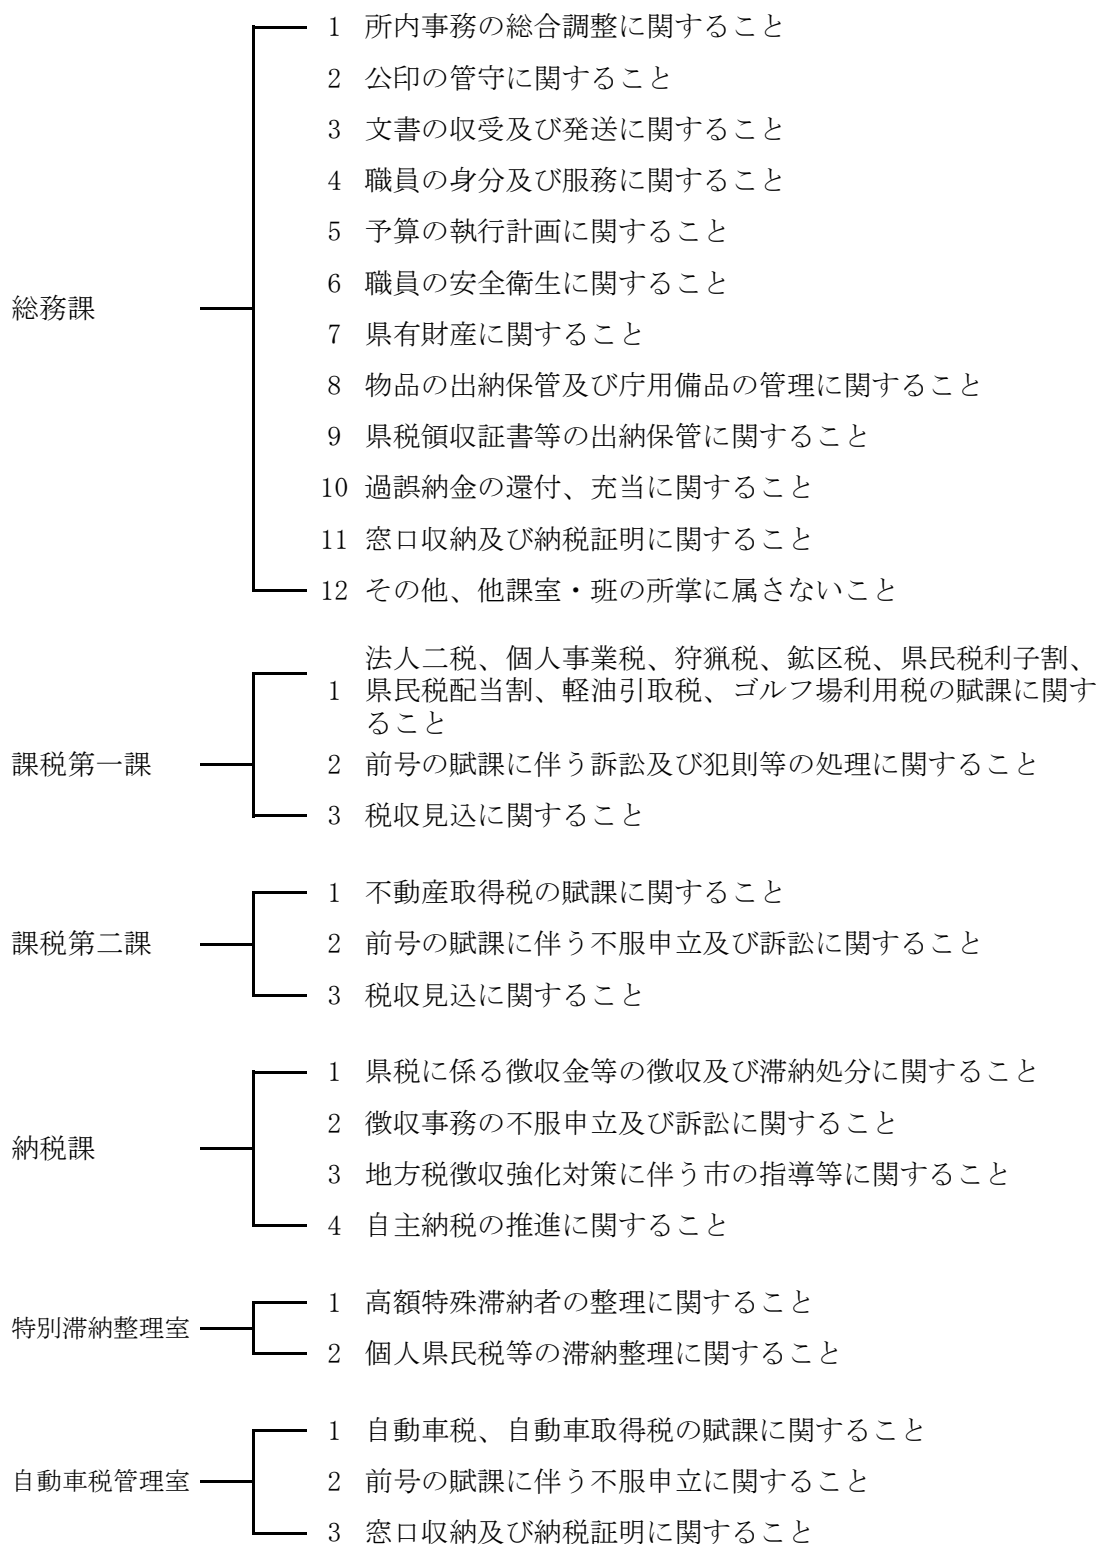 1 所内事務の総合調整に関すること
2 公印の管守に関すること
3 文書の収受及び発送に関すること
4 職員の身分及び服務に関すること
5 予算の執行計画に関すること
6 職員の安全衛生に関すること
総務課
7 県有財産に関すること
8 物品の出納保管及び庁用備品の管理に関すること
9 県税領収証書等の出納保管に関すること
10 過誤納金の還付、充当に関すること
11 窓口収納及び納税証明に関すること
12 その他、他課室・班の所掌に属さないこと
法人二税、個人事業税、狩猟税、鉱区税、県民税利子割、
1 県民税配当割、軽油引取税、ゴルフ場利用税の賦課に関す
ること
課税第一課
2 前号の賦課に伴う訴訟及び犯則等の処理に関すること
3 税収見込に関すること
1 不動産取得税の賦課に関すること
課税第二課
2 前号の賦課に伴う不服申立及び訴訟に関すること
3 税収見込に関すること
1 県税に係る徴収金等の徴収及び滞納処分に関すること
2 徴収事務の不服申立及び訴訟に関すること
納税課
3 地方税徴収強化対策に伴う市の指導等に関すること
4 自主納税の推進に関すること
1 高額特殊滞納者の整理に関すること
特別滞納整理室
2 個人県民税等の滞納整理に関すること
1 自動車税、自動車取得税の賦課に関すること
自動車税管理室
2 前号の賦課に伴う不服申立に関すること
3 窓口収納及び納税証明に関すること